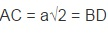 AC = a√2 = BD